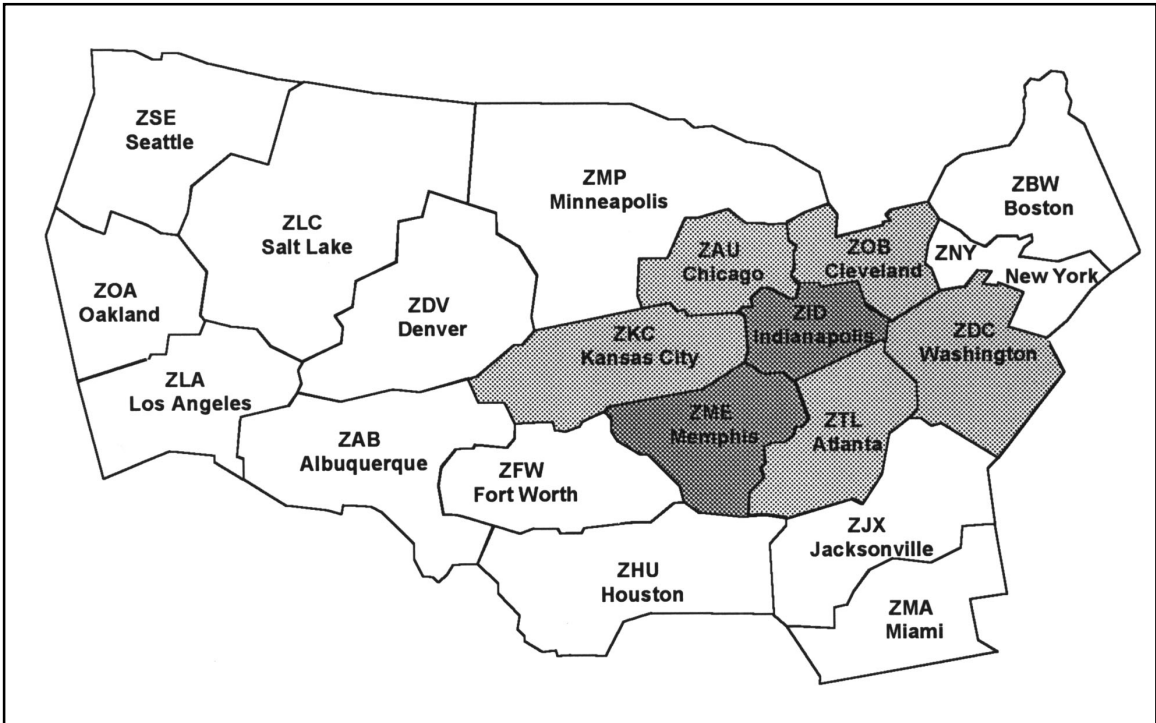 ZSE
Seattle
ZLC
Salt Lake
ZMP
Minneapolis
ZBW
Boston
ZAU
Chicago
ZOB
Cleveland
ZNY
New York
ZOA
Oakland
ZDV
Denver
ZID
Indianapolis
ZKC
Kansas City
ZDC
Washington
ZLA
Los Angeles
ZAB
Albuquerque
ZFW
Fort Worth
ZME
Memphis
ZTL
Atlanta
ZJX
Jacksonville
ZHU
Houston
ZMA
Miami